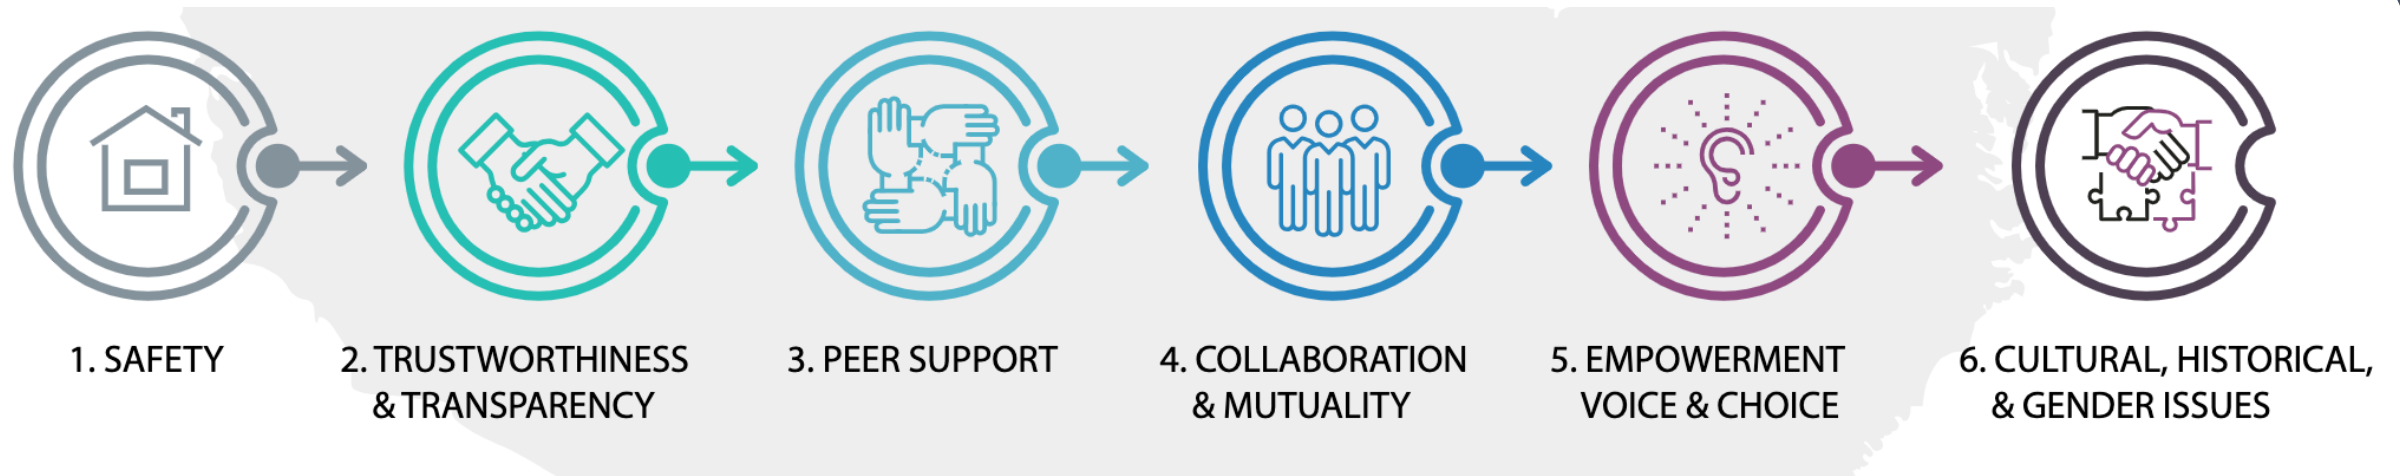 1. SAFETY
2. TRUSTWORTHINESS
& TRANSPARENCY
3. PEER SUPPORT
4. COLLABORATION
& MUTUALITY
5. EMPOWERMENT
VOICE & CHOICE
6. CULTURAL, HISTORICAL,
& GENDER ISSUES